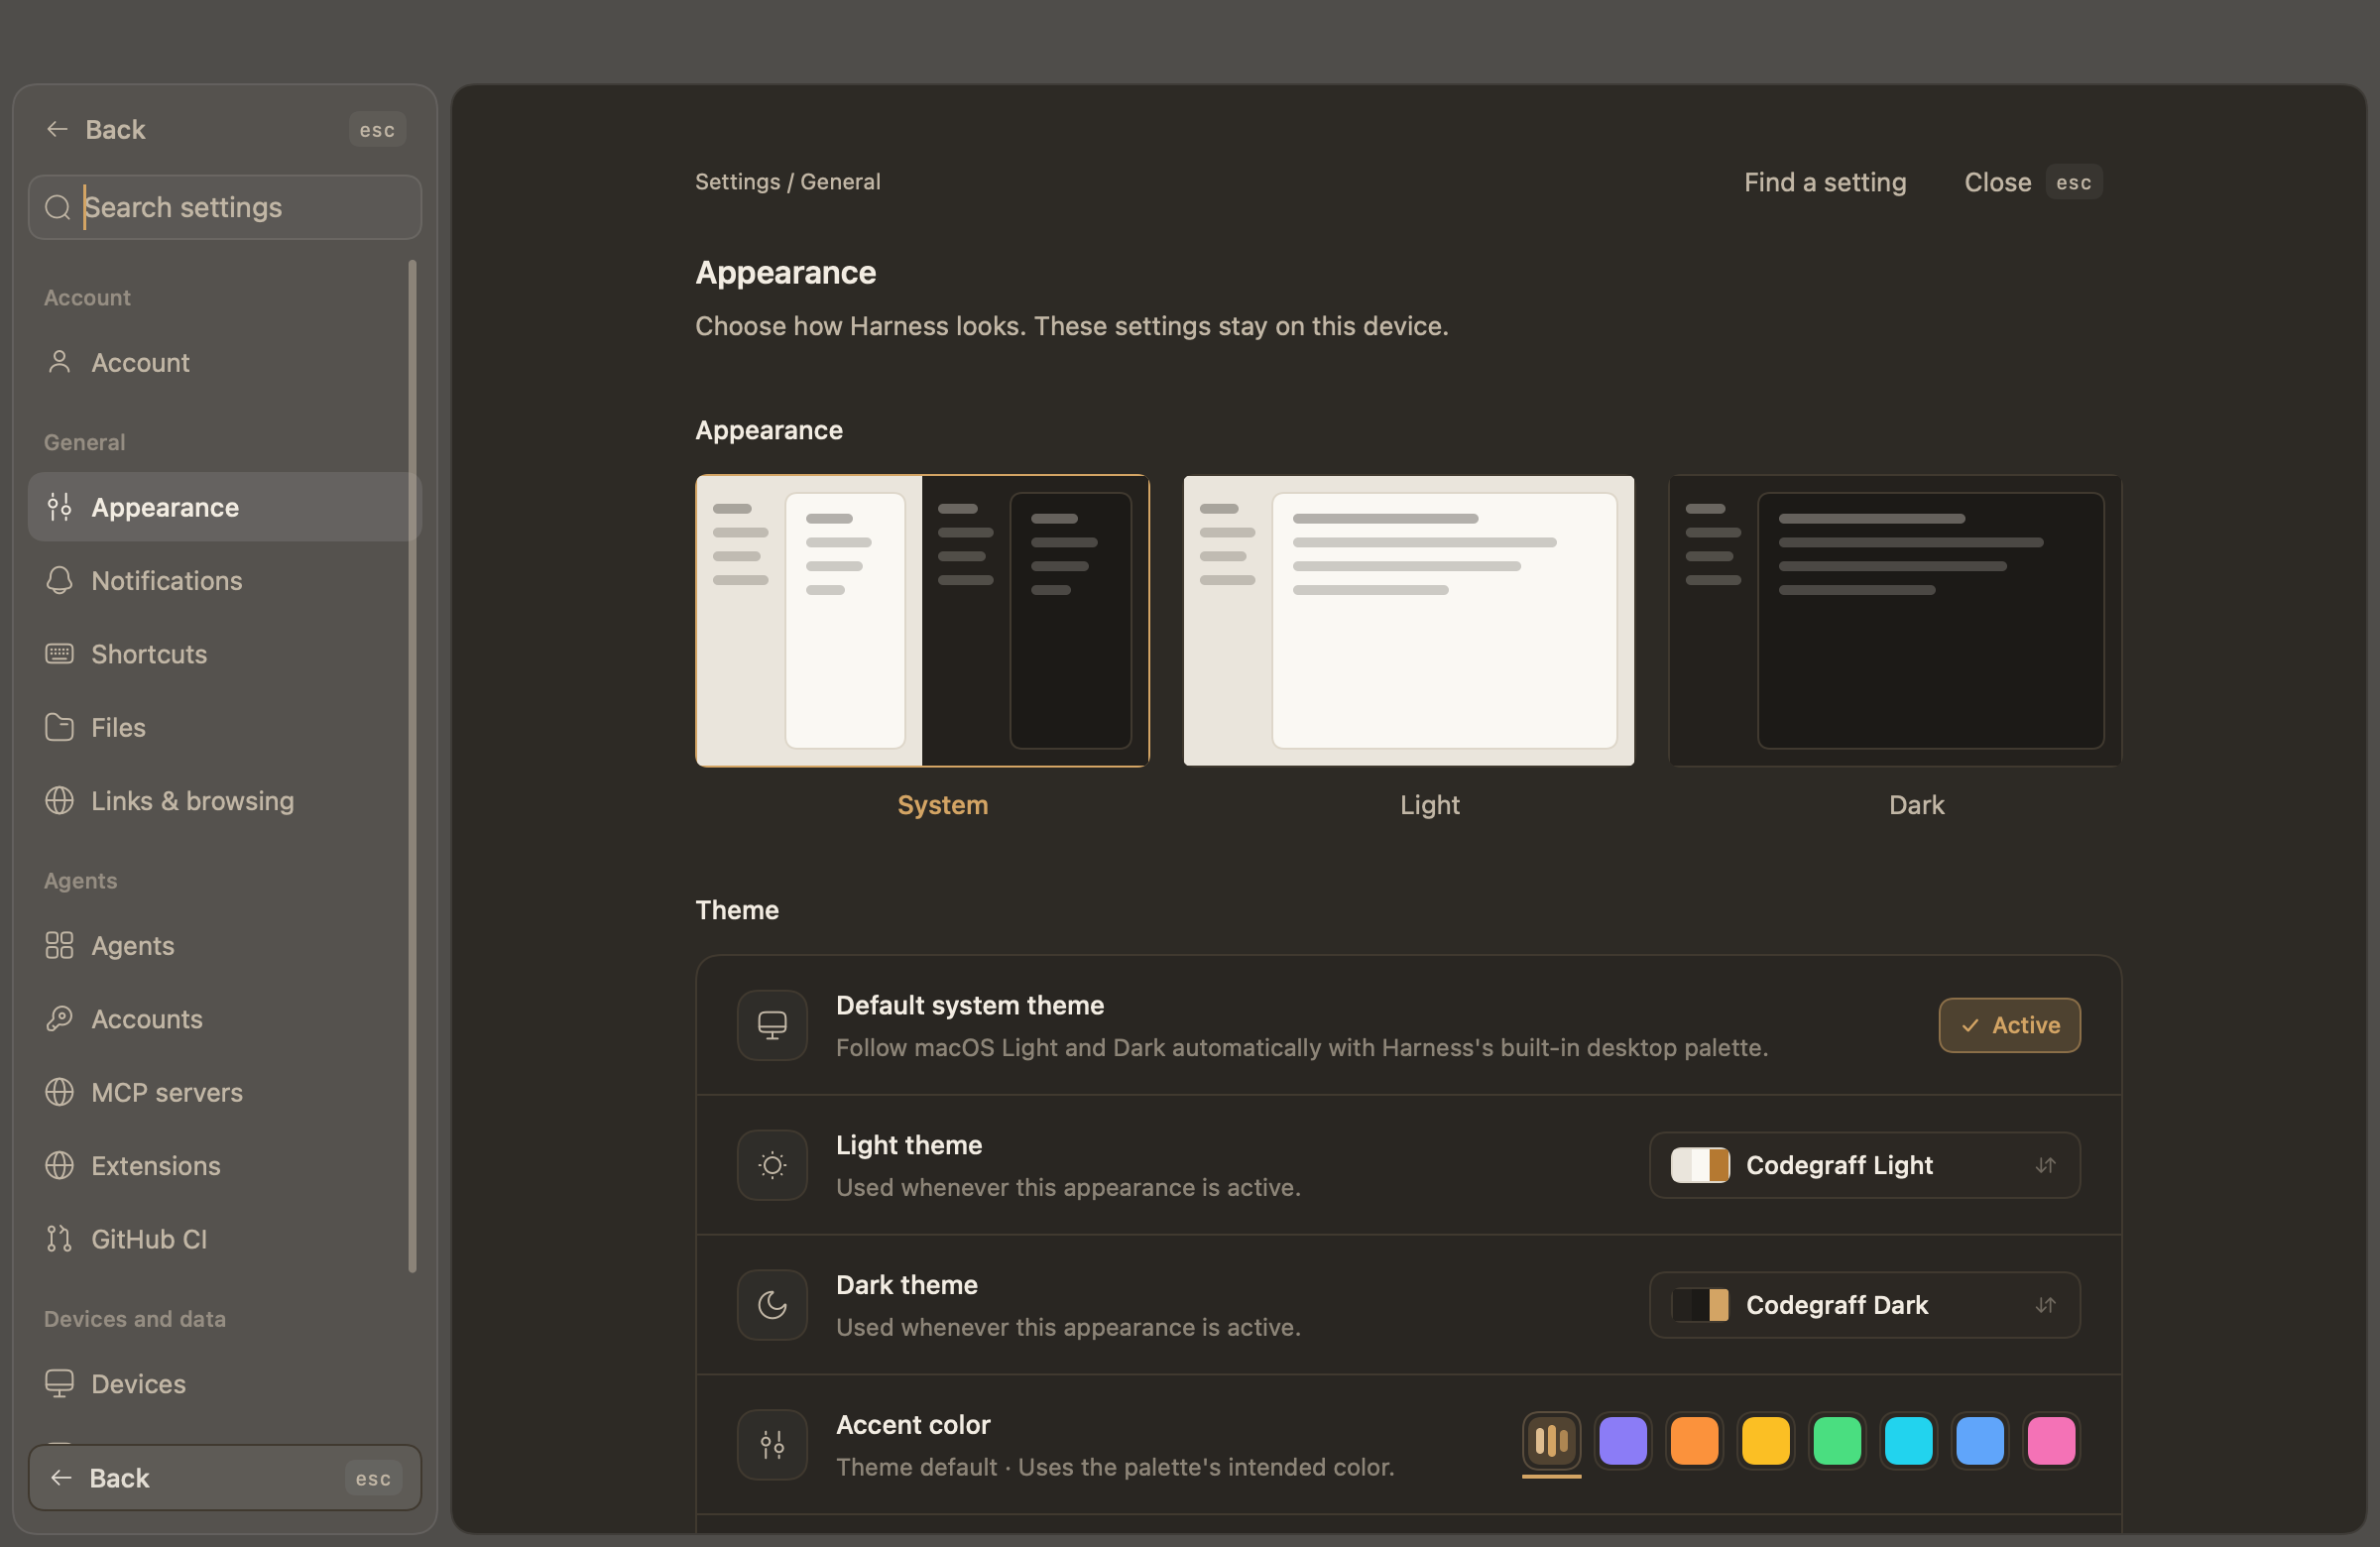 Back esc
Search settings
Account
Account
General
Appearance
Notifications
Shortcuts
Files
Links & browsing
Agents
Agents
Accounts
MCP servers
Extensions
GitHub CI
Devices and data
Devices
Back esc
Settings / General
Find a setting
Close esc
Appearance
Choose how Harness looks. These settings stay on this device.
Appearance
System
Light
Dark
Theme
Default system theme
Follow macOS Light and Dark automatically with Harness's built-in desktop palette.
Active
Light theme
Used whenever this appearance is active.
Codegraff Light
Dark theme
Used whenever this appearance is active.
Codegraff Dark
Accent color
Theme default · Uses the palette's intended color.